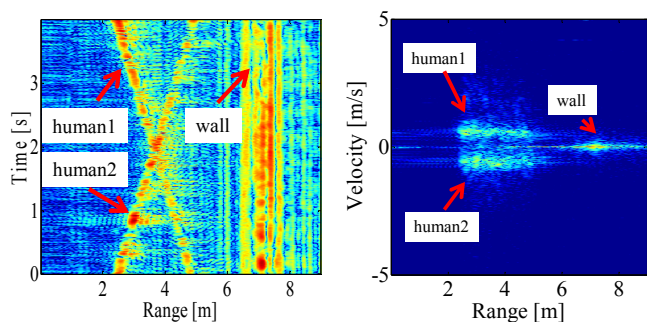 3
2
1
0
Time [s]
human1
human2
wall
2 4 6 8
Range [m]
5
0
-5
Velocity [m/s]
human1
wall
human2
2 4 6 8
Range [m]